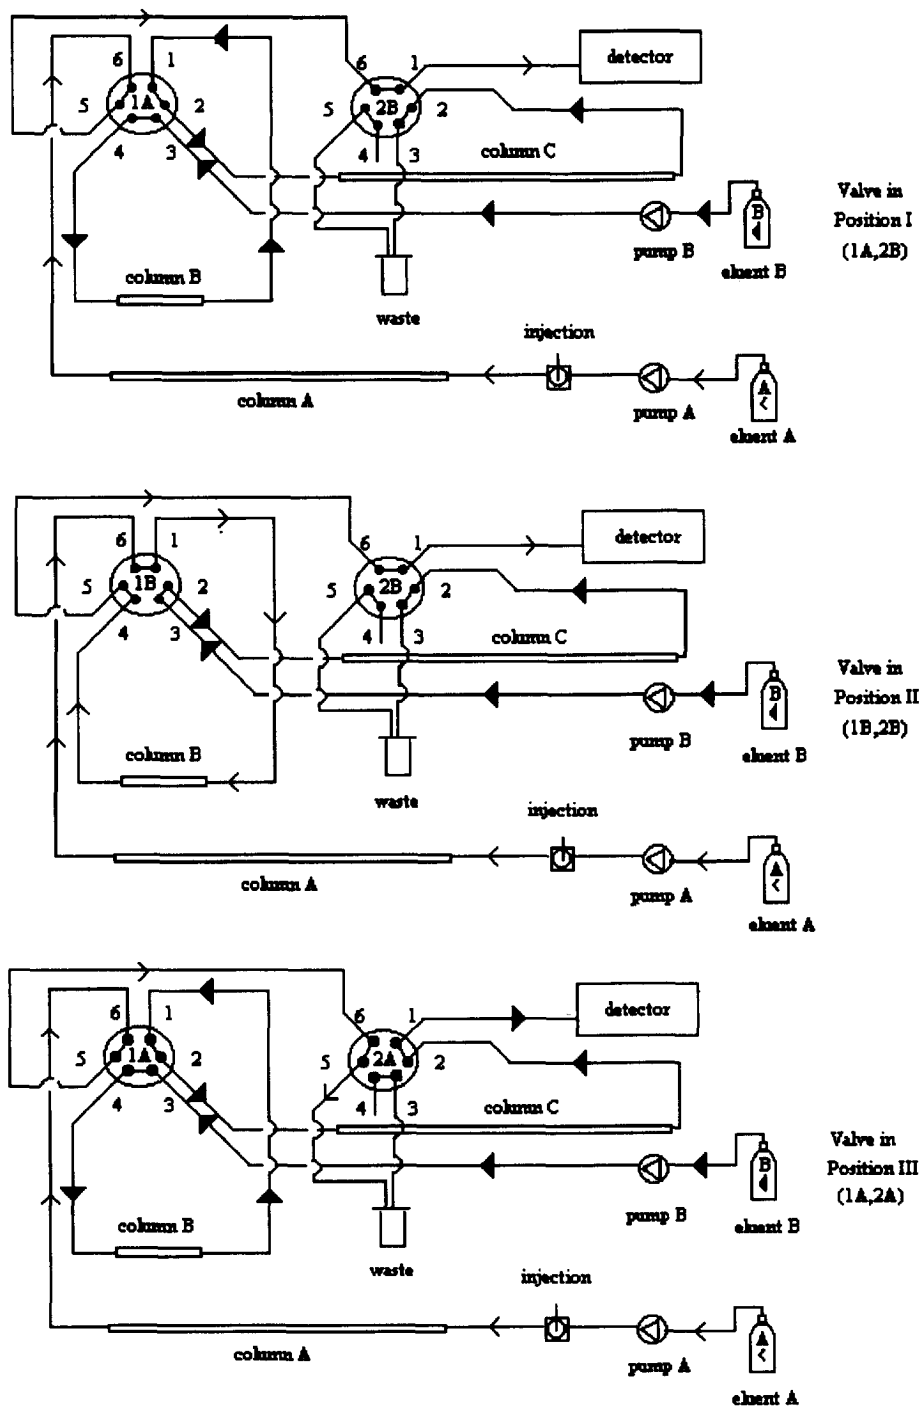 detector
6 1 6 1
5 1A 2 5 2B 2
4 3 4 3
column C
B
Valve in
Position I
(1A,2B)
pump B
eluent B
column B
waste
injection
A
column A
pump A
eluent A
detector
6 1 6 1
5 1B 2 5 2B 2
4 3 4 3
column C
B
Valve in
Position II
(1B,2B)
pump B
eluent B
column B
waste
injection
A
column A
pump A
eluent A
detector
6 1 6 1
5 1A 2 5 2A 2
4 3 4 3
column C
B
Valve in
Position III
(1A,2A)
pump B
eluent B
column B
waste
injection
A
column A
pump A
eluent A